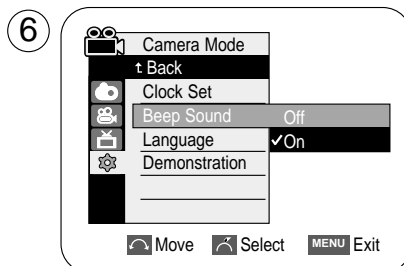 6
Camera Mode
Back
Clock Set
Beep Sound Off
Language ✓On
Demonstration
Move Select MENU Exit